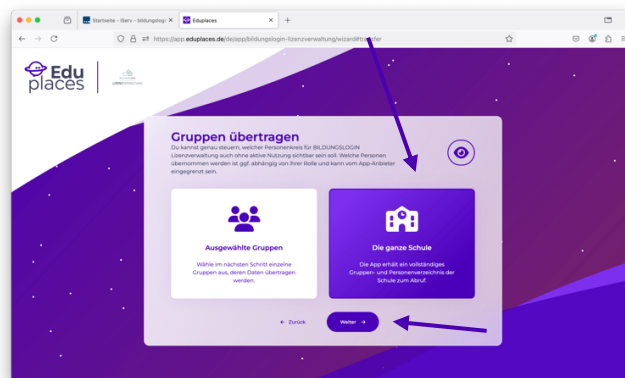 Startseite - IServ - bildungslogi
Eduplaces
https://app.eduplaces.de/de/app/bildungslogin-lizenzverwaltung/wizard#transfer
Edu
places
Gruppen übertragen
Du kannst genau steuern, welcher Personenkreis für BILDUNGSLOGIN
Lizenzverwaltung auch ohne aktive Nutzung sichtbar sein soll. Welche Personen
übernommen werden ist ggf. abhängig von Ihrer Rolle und kann vom App-Anbieter
eingegrenzt sein.
Ausgewählte Gruppen
Wähle im nächsten Schritt einzelne
Gruppen aus, deren Daten übertragen
werden.
Die ganze Schule
Die App erhält ein vollständiges
Gruppen- und Personenverzeichnis der
Schule zum Abruf.
← Zurück
Weiter →